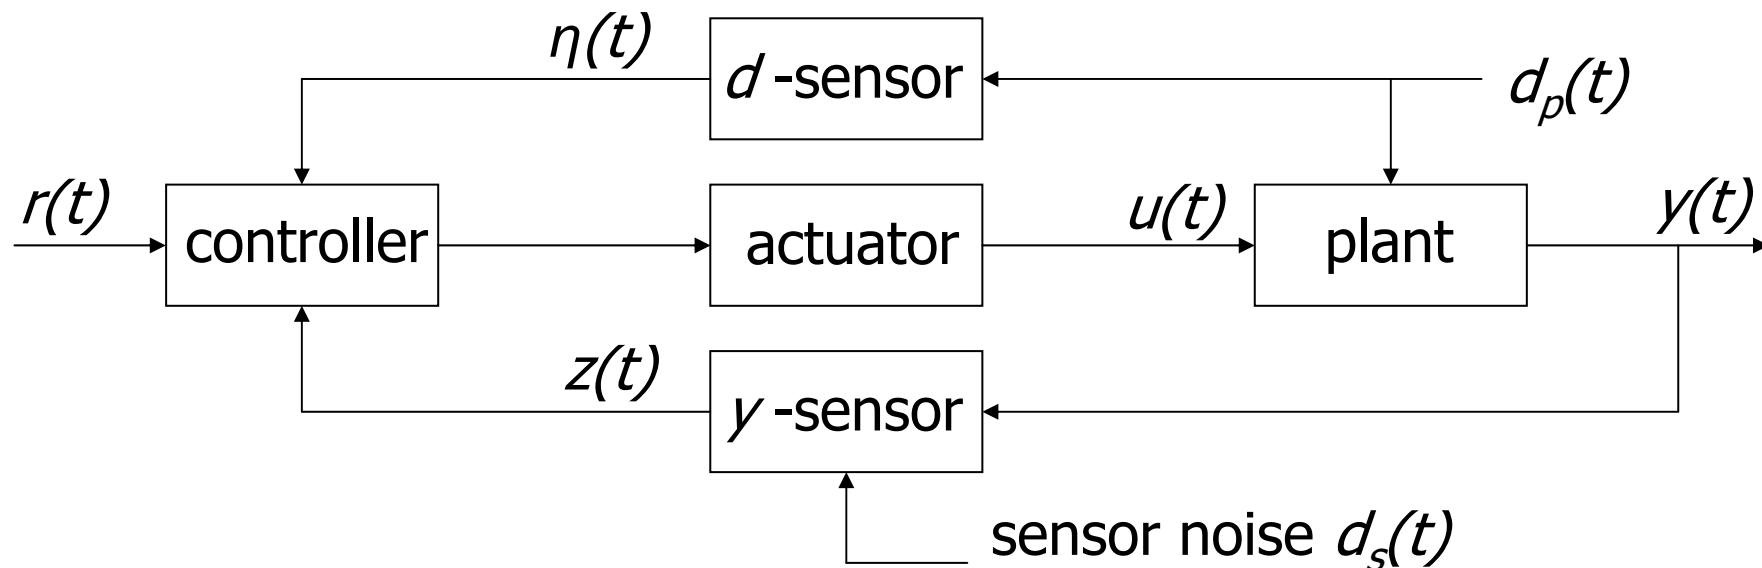 η(t)
d -sensor
dₚ(t)
r(t)
controller
actuator
u(t)
plant
y(t)
z(t)
y -sensor
sensor noise dₛ(t)